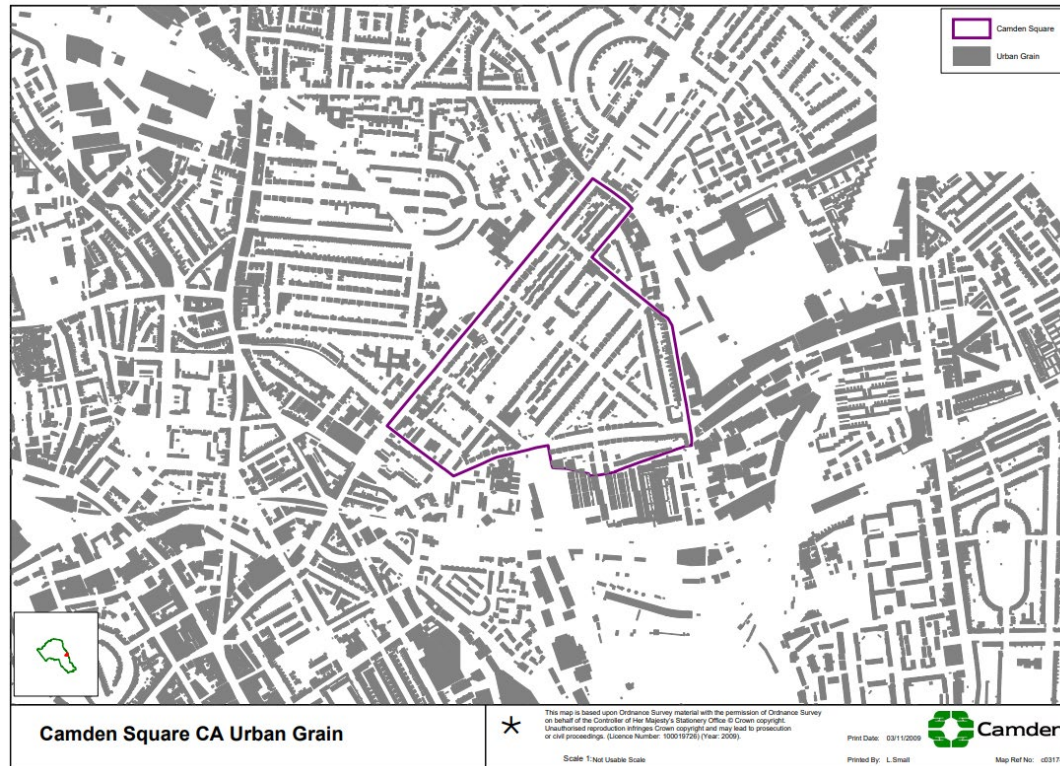 Camden Square
Urban Grain
Camden Square CA Urban Grain
This map is based upon Ordnance Survey material with the permission of Ordnance Survey
on behalf of the Controller of Her Majesty's Stationery Office © Crown copyright.
Unauthorised reproduction infringes Crown copyright and may lead to prosecution
or civil proceedings. (Licence Number: 100019726) (Year: 2009).
Scale 1:Not Usable Scale
Print Date: 03/11/2009
Printed By: L.Small
Camden
Map Ref No: c0317